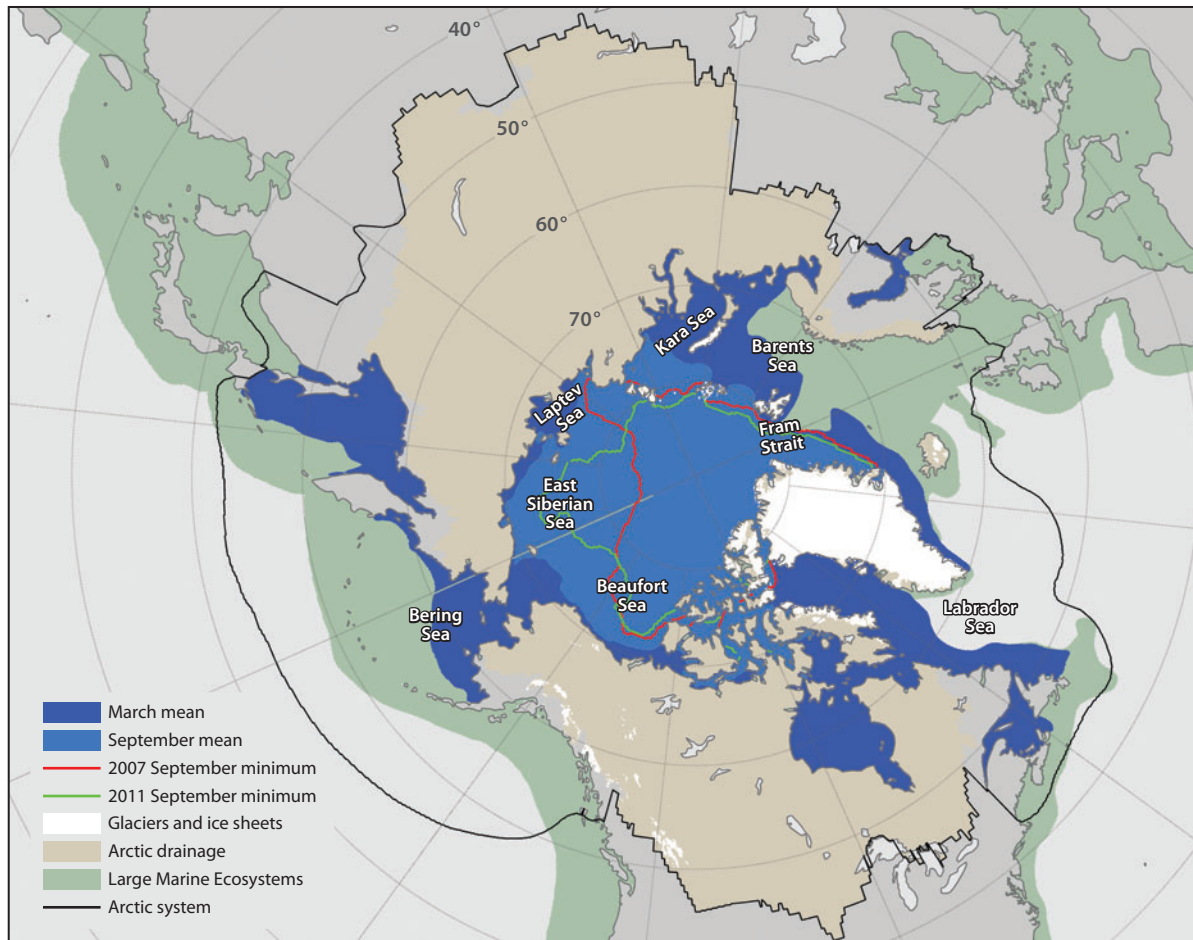 40°
50°
60°
70°
Kara Sea
Barents
Sea
Laptev
Sea
Fram
Strait
East
Siberian
Sea
Beaufort
Sea
Bering
Sea
Labrador
Sea
March mean
September mean
2007 September minimum
2011 September minimum
Glaciers and ice sheets
Arctic drainage
Large Marine Ecosystems
Arctic system